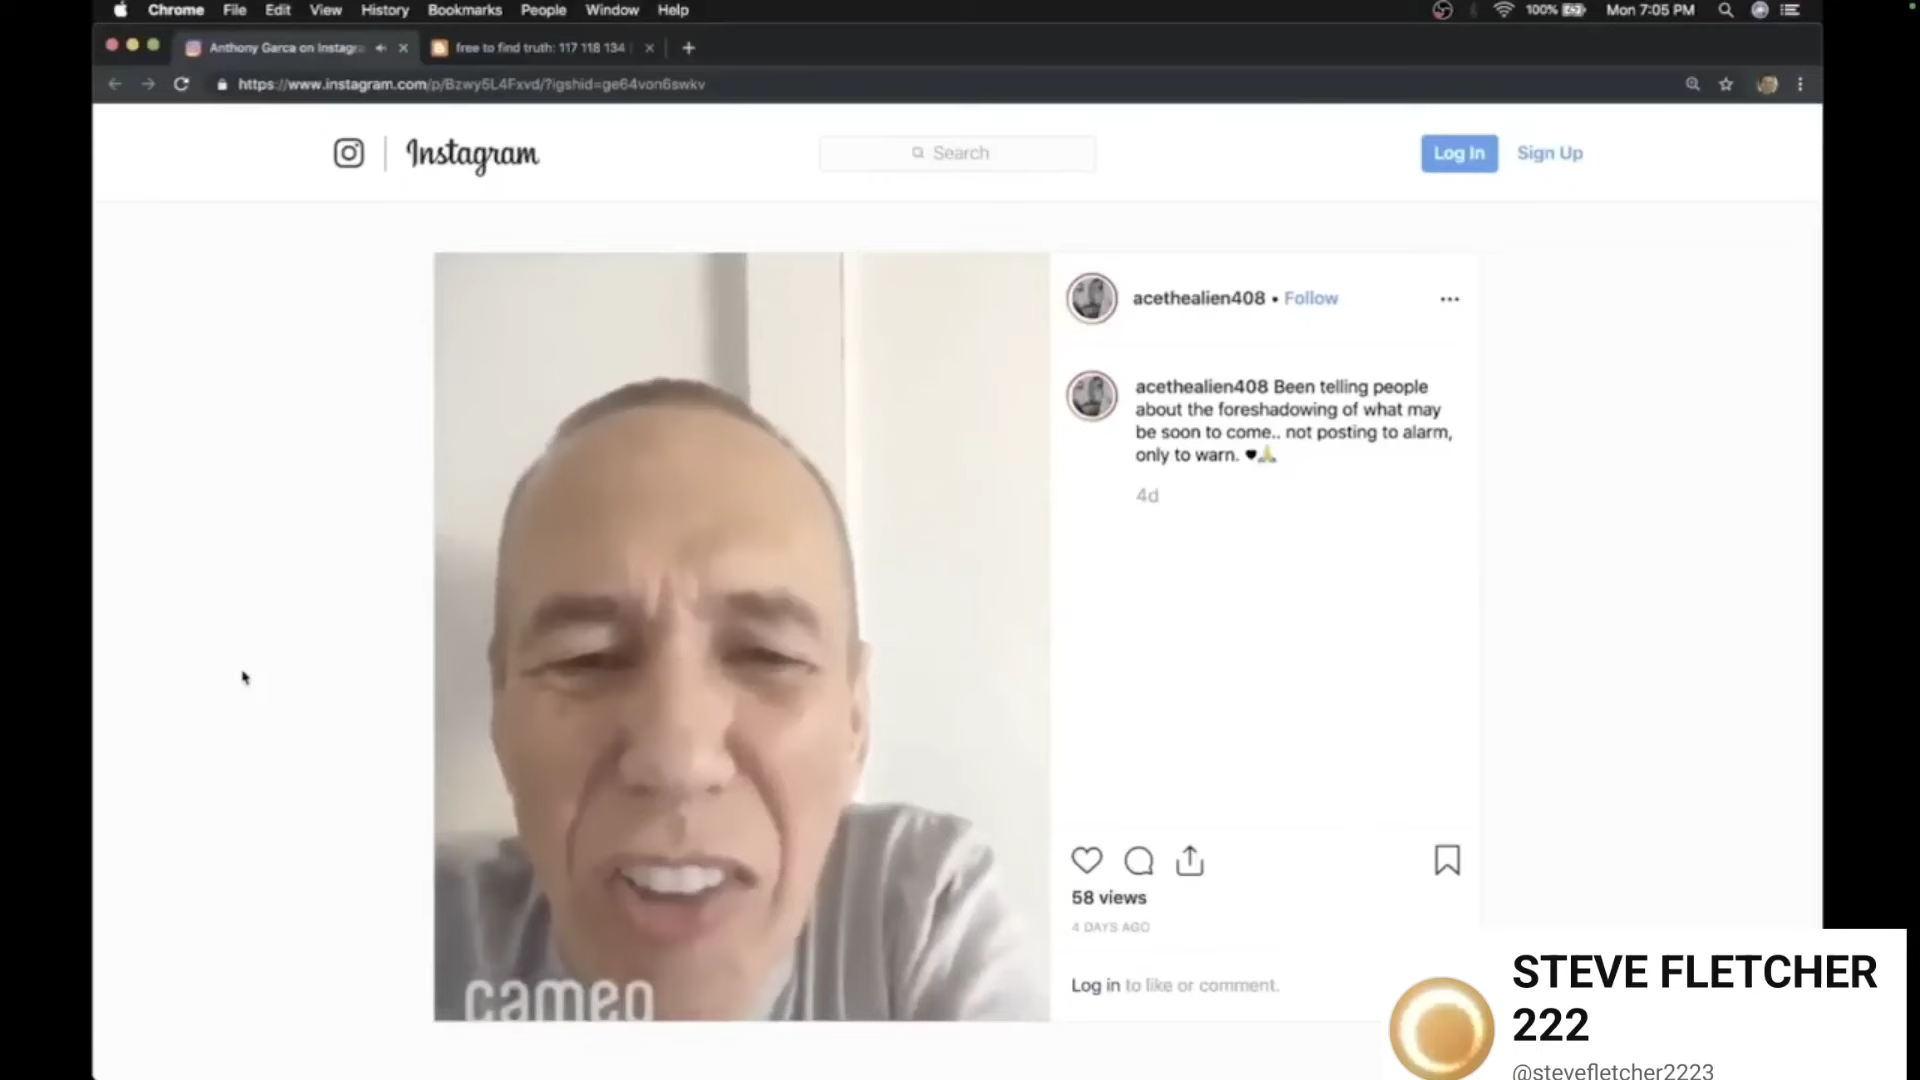 Chrome File Edit View History Bookmarks People Window Help
100% Mon 7:05 PM
Anthony Garca on Instagra
free to find truth: 117 118 134
https://www.instagram.com/p/Bzwy5L4Fxvd/?igshid=ge64von6swkv
Instagram
Search
Log In Sign Up
acethealien408 • Follow
acethealien408 Been telling people
about the foreshadowing of what may
be soon to come.. not posting to alarm,
only to warn.
4d
58 views
4 DAYS AGO
Log in to like or comment.
cameo
STEVE FLETCHER
222
@stevefletcher2223